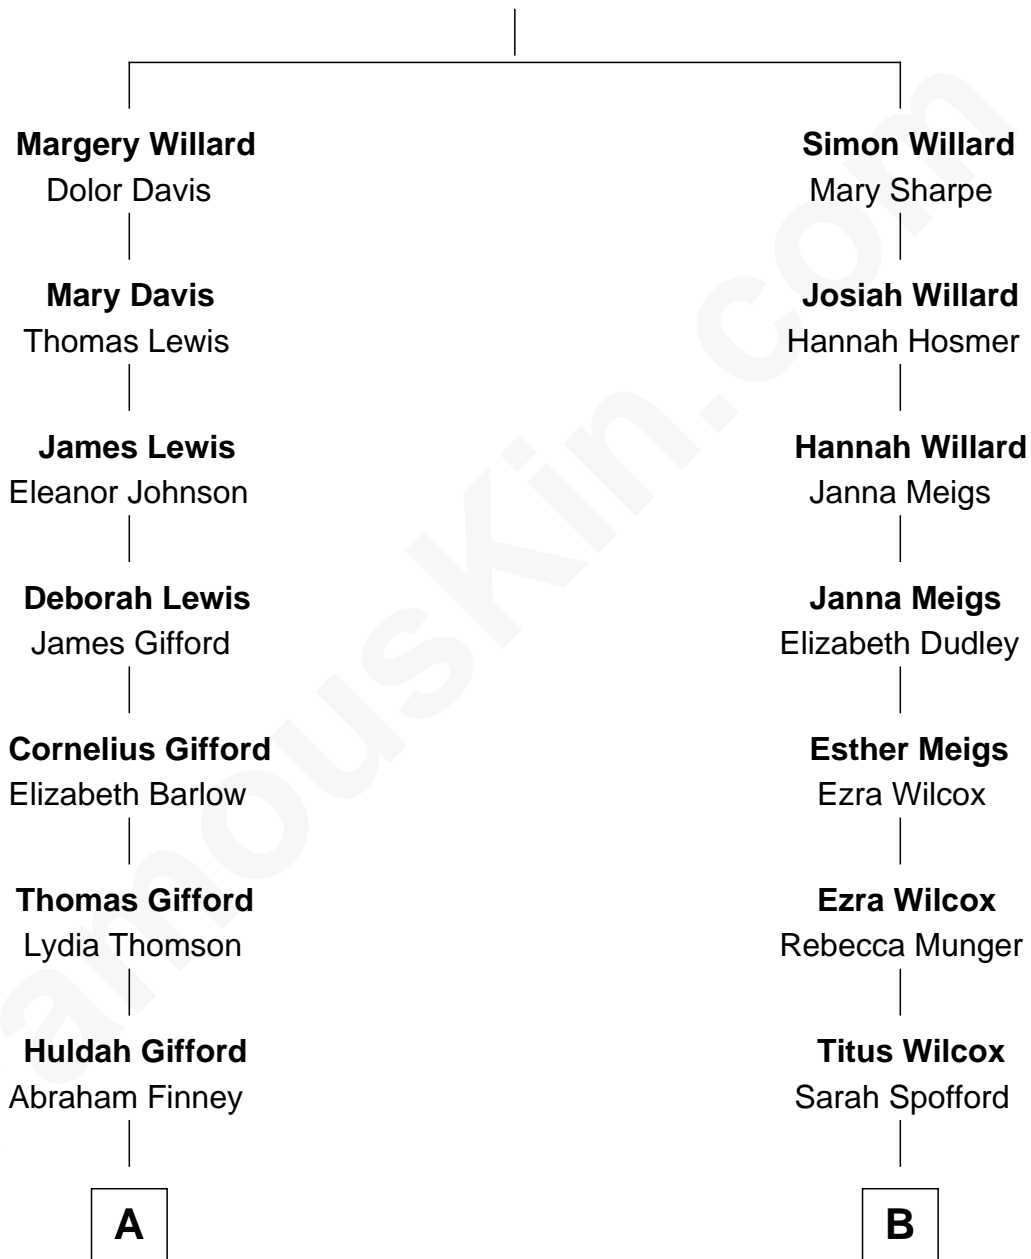 Margery Willard
Dolor Davis
Simon Willard
Mary Sharpe
Mary Davis
Thomas Lewis
Josiah Willard
Hannah Hosmer
James Lewis
Eleanor Johnson
Hannah Willard
Janna Meigs
Deborah Lewis
James Gifford
Janna Meigs
Elizabeth Dudley
Cornelius Gifford
Elizabeth Barlow
Esther Meigs
Ezra Wilcox
Thomas Gifford
Lydia Thomson
Ezra Wilcox
Rebecca Munger
Huldah Gifford
Abraham Finney
Titus Wilcox
Sarah Spofford
A
B
amouskin.com